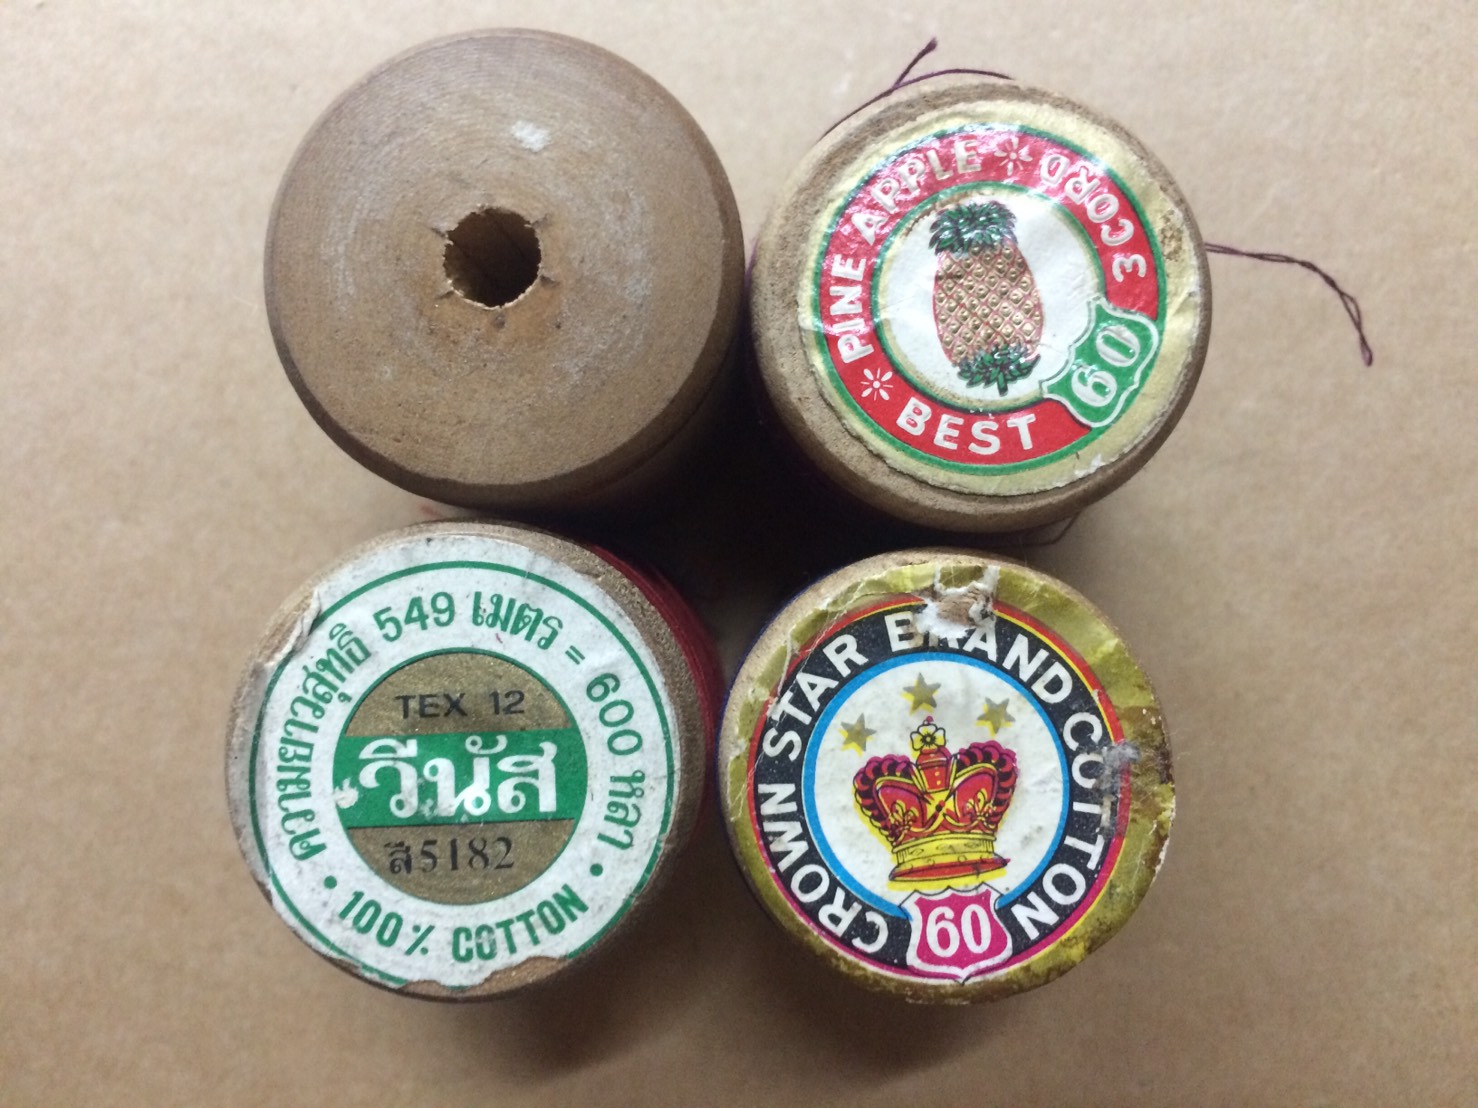 PINE APPLE
3 CORD
60
BEST
ความยาวสุทธิ 549 เมตร = 600 หลา
TEX 12
วีนัส
สี5182
100% COTTON
CROWN STAR BRAND COTTON
60